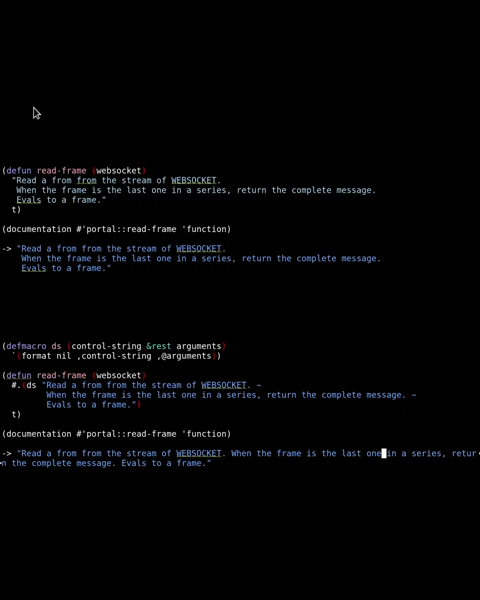 (defun read-frame (websocket)
  "Read a from from the stream of WEBSOCKET.
   When the frame is the last one in a series, return the complete message.
   Evals to a frame."
  t)
(documentation #'portal::read-frame 'function)
-> "Read a from from the stream of WEBSOCKET.
    When the frame is the last one in a series, return the complete message.
    Evals to a frame."
(defmacro ds (control-string &rest arguments)
  `(format nil ,control-string ,@arguments))
(defun read-frame (websocket)
  #.(ds "Read a from from the stream of WEBSOCKET. ~
         When the frame is the last one in a series, return the complete message. ~
         Evals to a frame.")
  t)
(documentation #'portal::read-frame 'function)
-> "Read a from from the stream of WEBSOCKET. When the frame is the last one in a series, retur
n the complete message. Evals to a frame."